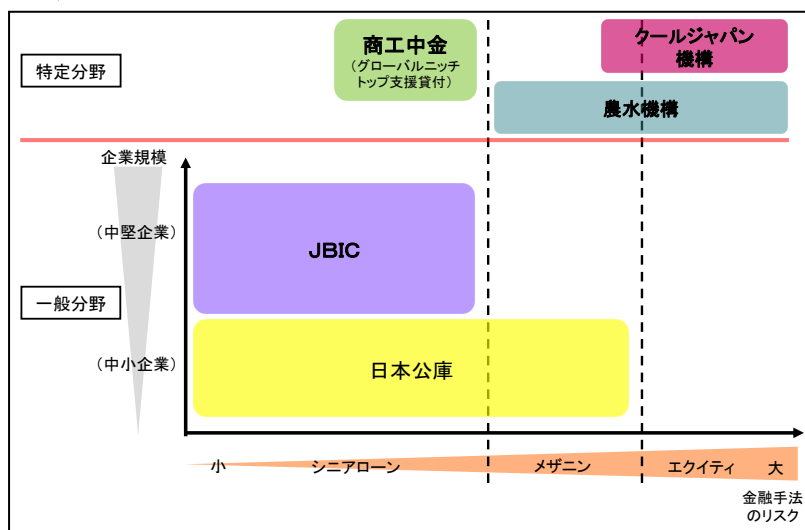 特定分野
商工中金
(グローバルニッチ
トップ支援貸付)
クールジャパン
機構
農水機構
企業規模
(中堅企業)
JBIC
一般分野
(中小企業)
日本公庫
小
シニアローン
メザニン
エクイティ
大
金融手法
のリスク